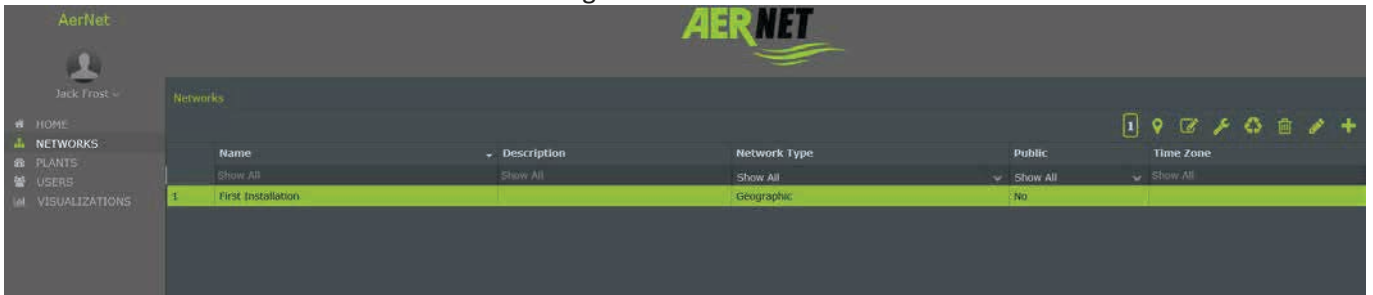 AerNet
AERNET
Jack Frost
Networks
HOME
NETWORKS
PLANTS
USERS
VISUALIZATIONS
1
Name Description Network Type Public Time Zone
Show All Show All Show All Show All Show All
1 First Installation Geographic No